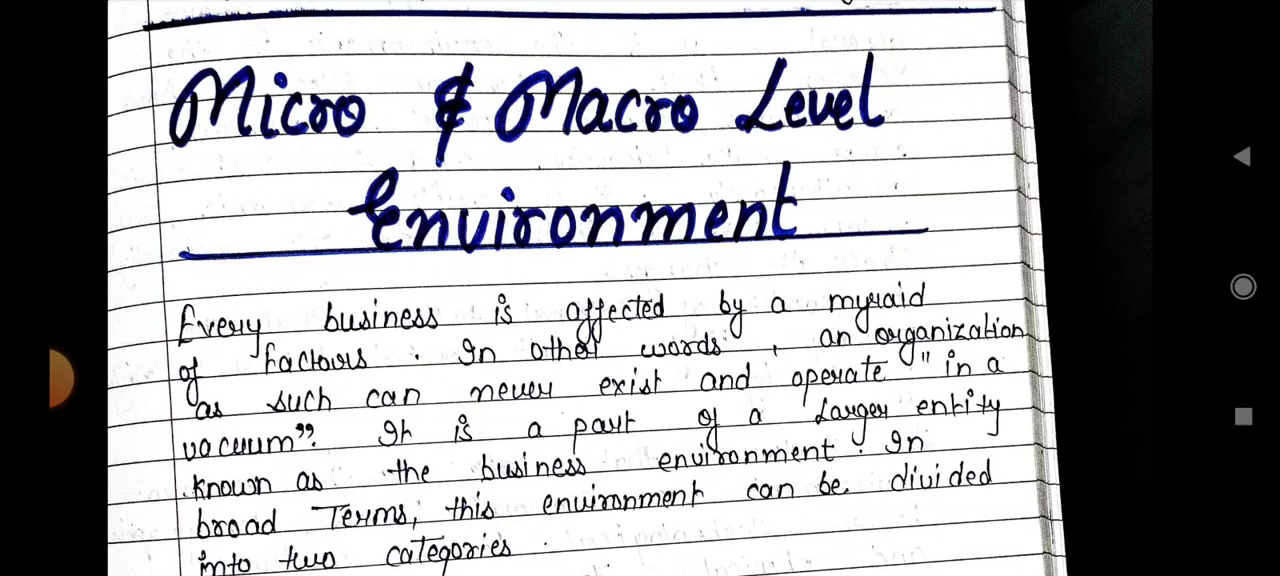 Micro & Macro Level
Environment
Every business is affected by a myraid
of factors . In other words , an organization
as such can never exist and operate "in a
vacuum". It is a part of a larger entity
known as the business environment . In
broad Terms, this environment can be divided
into two categories .